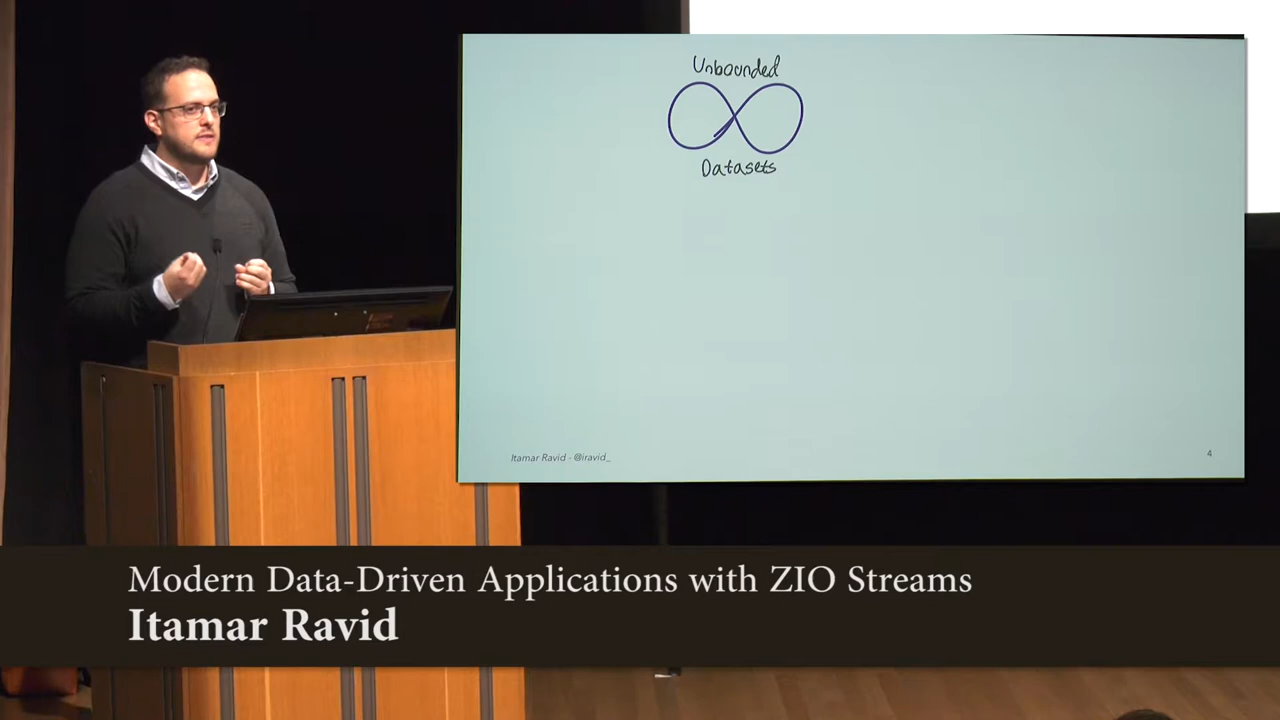 Unbounded
Datasets
Itamar Ravid - @iravid_
4
Modern Data-Driven Applications with ZIO Streams
Itamar Ravid